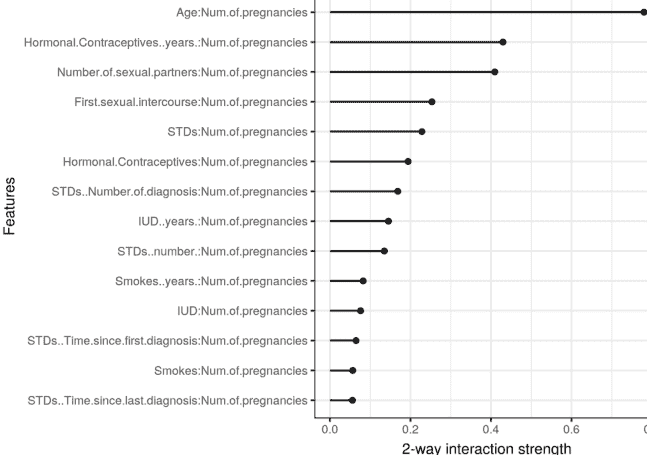 Age:Num.of.pregnancies
Hormonal.Contraceptives..years.:Num.of.pregnancies
Number.of.sexual.partners:Num.of.pregnancies
First.sexual.intercourse:Num.of.pregnancies
STDs:Num.of.pregnancies
Hormonal.Contraceptives:Num.of.pregnancies
STDs..Number.of.diagnosis:Num.of.pregnancies
IUD..years.:Num.of.pregnancies
STDs..number.:Num.of.pregnancies
Smokes..years.:Num.of.pregnancies
IUD:Num.of.pregnancies
STDs..Time.since.first.diagnosis:Num.of.pregnancies
Smokes:Num.of.pregnancies
STDs..Time.since.last.diagnosis:Num.of.pregnancies
Features
0.0 0.2 0.4 0.6
2-way interaction strength